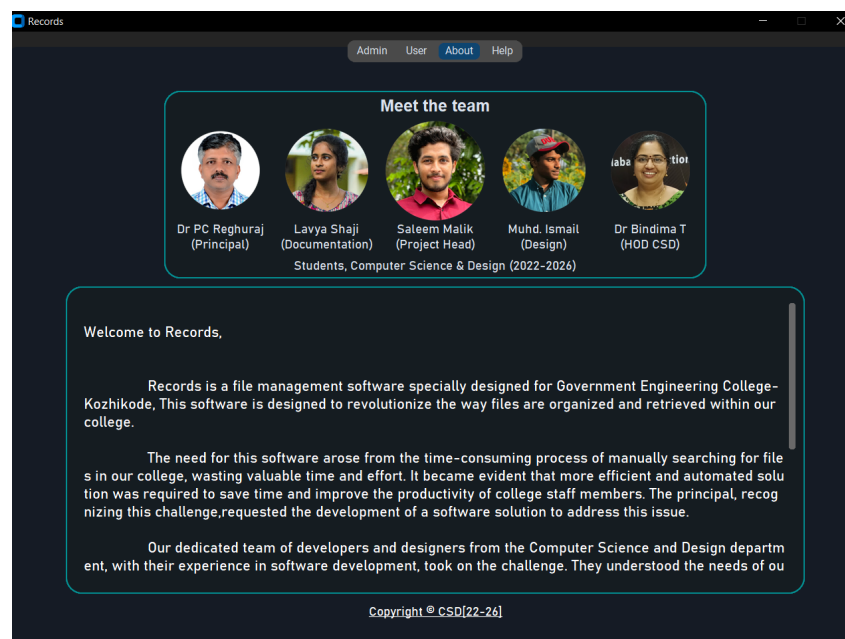 Records
Admin User About Help
Meet the team
Dr PC Reghuraj Lavya Shaji Saleem Malik Muhd. Ismail Dr Bindima T
(Principal) (Documentation) (Project Head) (Design) (HOD CSD)
Students, Computer Science & Design (2022-2026)
Welcome to Records,
Records is a file management software specially designed for Government Engineering College-
Kozhikode, This software is designed to revolutionize the way files are organized and retrieved within our
college.
The need for this software arose from the time-consuming process of manually searching for file
s in our college, wasting valuable time and effort. It became evident that more efficient and automated solu
tion was required to save time and improve the productivity of college staff members. The principal, recog
nizing this challenge,requested the development of a software solution to address this issue.
Our dedicated team of developers and designers from the Computer Science and Design departm
ent, with their experience in software development, took on the challenge. They understood the needs of ou
Copyright © CSD[22-26]